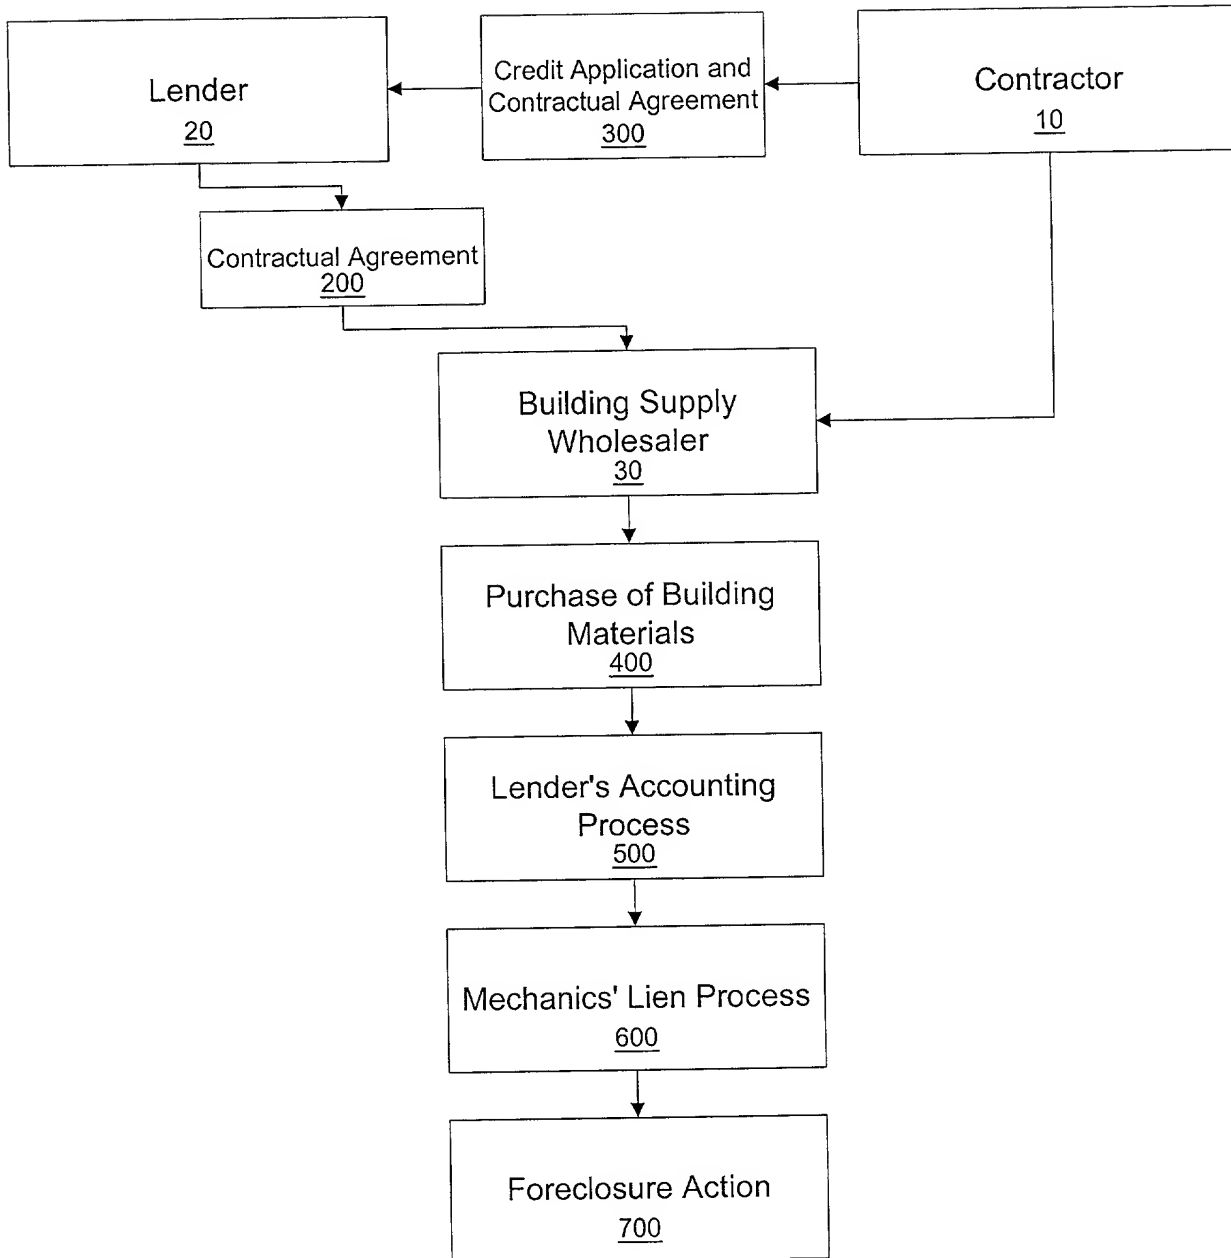 Lender
20
Credit Application and
Contractual Agreement
300
Contractor
10
Contractual Agreement
200
Building Supply
Wholesaler
30
Purchase of Building
Materials
400
Lender's Accounting
Process
500
Mechanics' Lien Process
600
Foreclosure Action
700